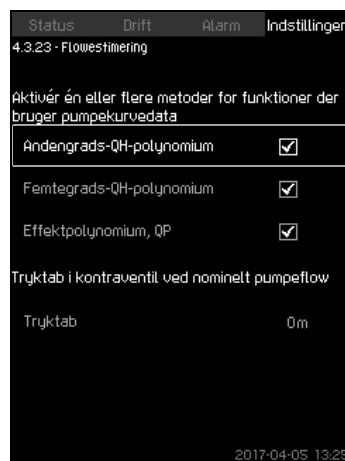 Status Drift Alarm Indstillinger
4.3.23 - Flowestimering
Aktivér én eller flere metoder for funktioner der
bruger pumpekurvedata
Andengrads-QH-polynomium
Femtegrads-QH-polynomium
Effektpolynomium, QP
Tryktab i kontraventil ved nominelt pumpeflow
Tryktab 0m
2017-04-05 13:29